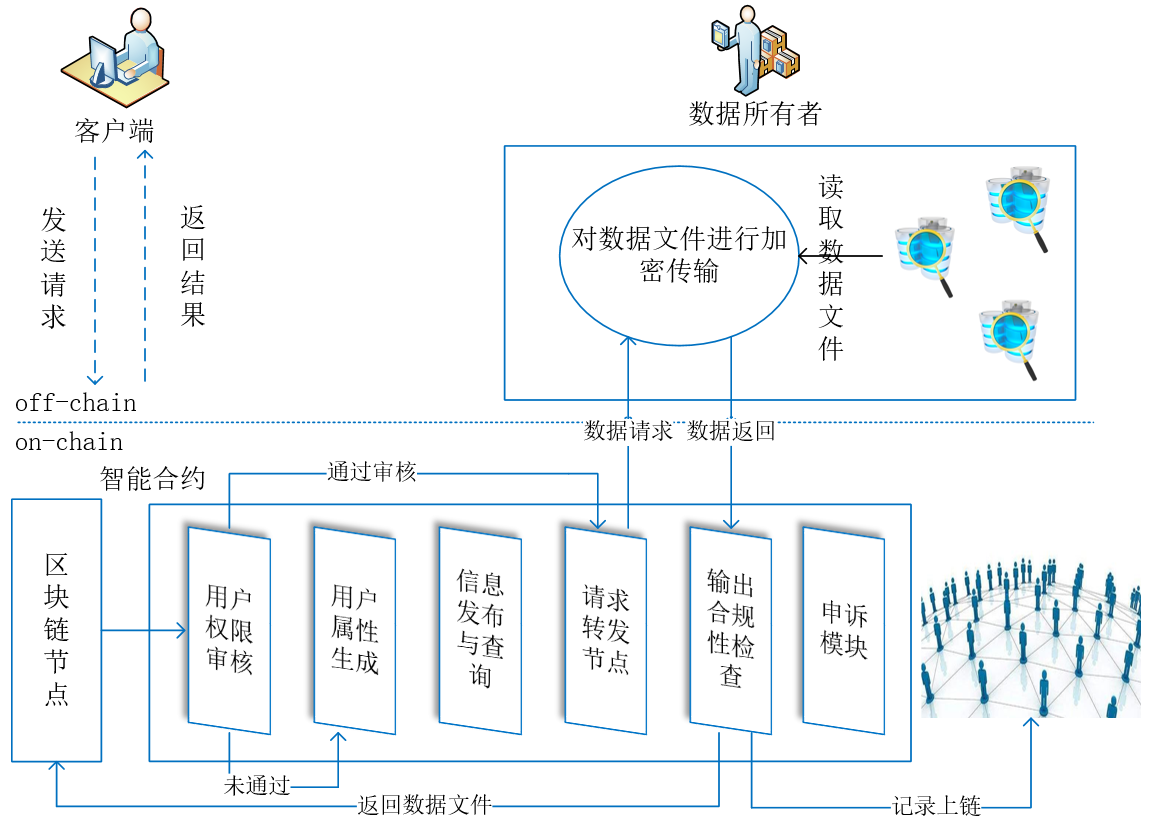 客户端
数据所有者
发送请求
返回结果
对数据文件进行加
密传输
读取数据文件
off-chain
on-chain
数据请求
数据返回
智能合约
通过审核
区块链节点
用户
权限
审核
用户
属性
生成
信息
发布
与查
询
请求
转发
节点
输出
合规
性检
查
申诉
模块
未通过
返回数据文件
记录上链